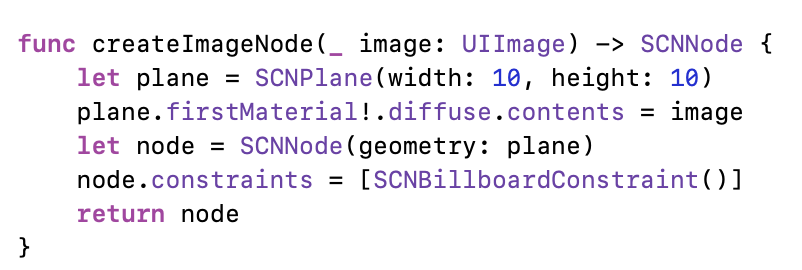 func createImageNode(_ image: UIImage) -> SCNNode {
    let plane = SCNPlane(width: 10, height: 10)
    plane.firstMaterial!.diffuse.contents = image
    let node = SCNNode(geometry: plane)
    node.constraints = [SCNBillboardConstraint()]
    return node
}